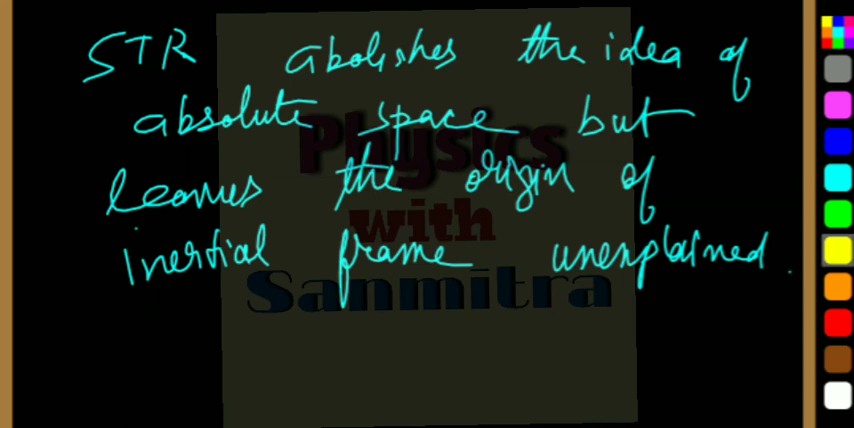 STR abolishes the idea of
absolute space but
leaves the origin of
inertial frame unexplained.
Physics
with
Sanmitra